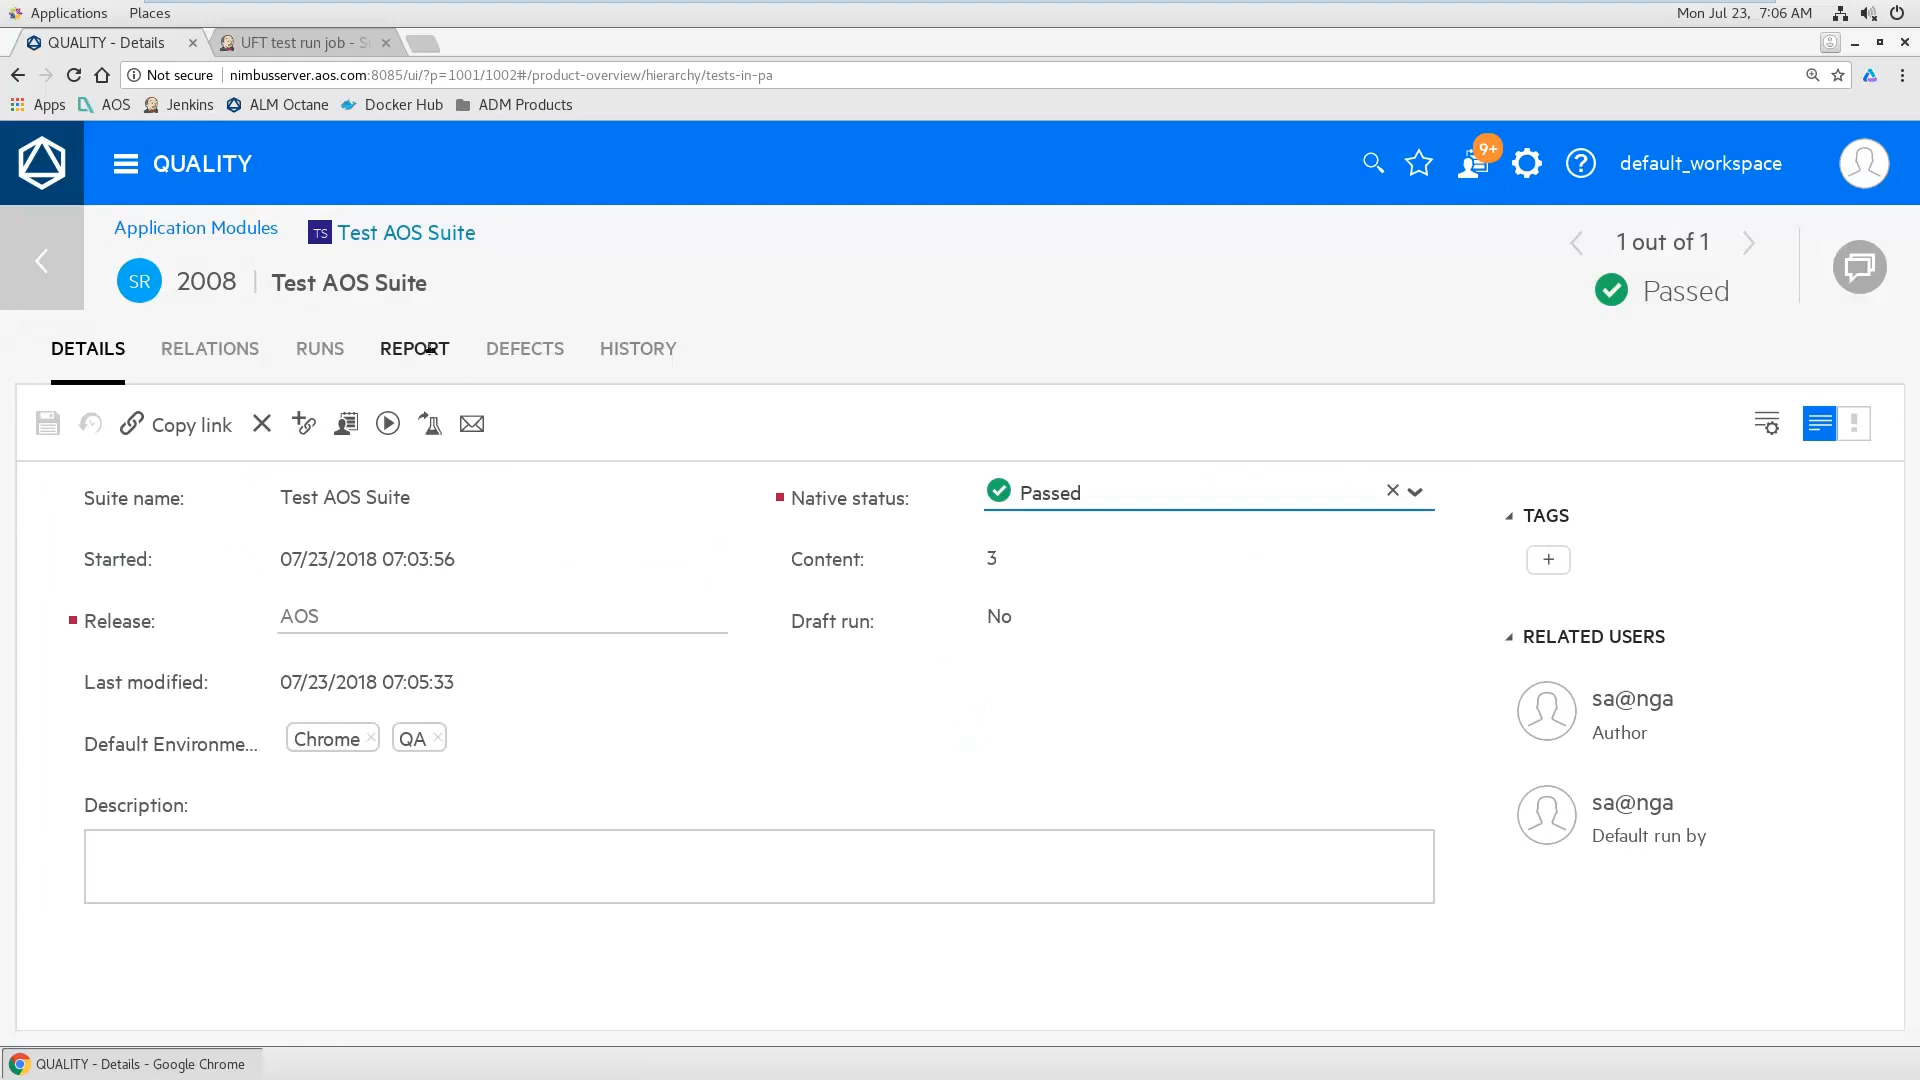 Applications Places Mon Jul 23, 7:06 AM
QUALITY - Details × UFT test run job - S ×
Not secure nimbusserver.aos.com:8085/ui/?p=1001/1002#/product-overview/hierarchy/tests-in-pa
Apps AOS Jenkins ALM Octane Docker Hub ADM Products
QUALITY 9+ ? default_workspace
Application Modules TS Test AOS Suite 1 out of 1
SR 2008 Test AOS Suite Passed
DETAILS RELATIONS RUNS REPORT DEFECTS HISTORY
Copy link
Suite name: Test AOS Suite
Native status: Passed
TAGS
Started: 07/23/2018 07:03:56
Content: 3
+
Release: AOS
Draft run: No
RELATED USERS
Last modified: 07/23/2018 07:05:33
sa@nga
Author
Default Environme... Chrome × QA ×
Description:
sa@nga
Default run by
QUALITY - Details - Google Chrome